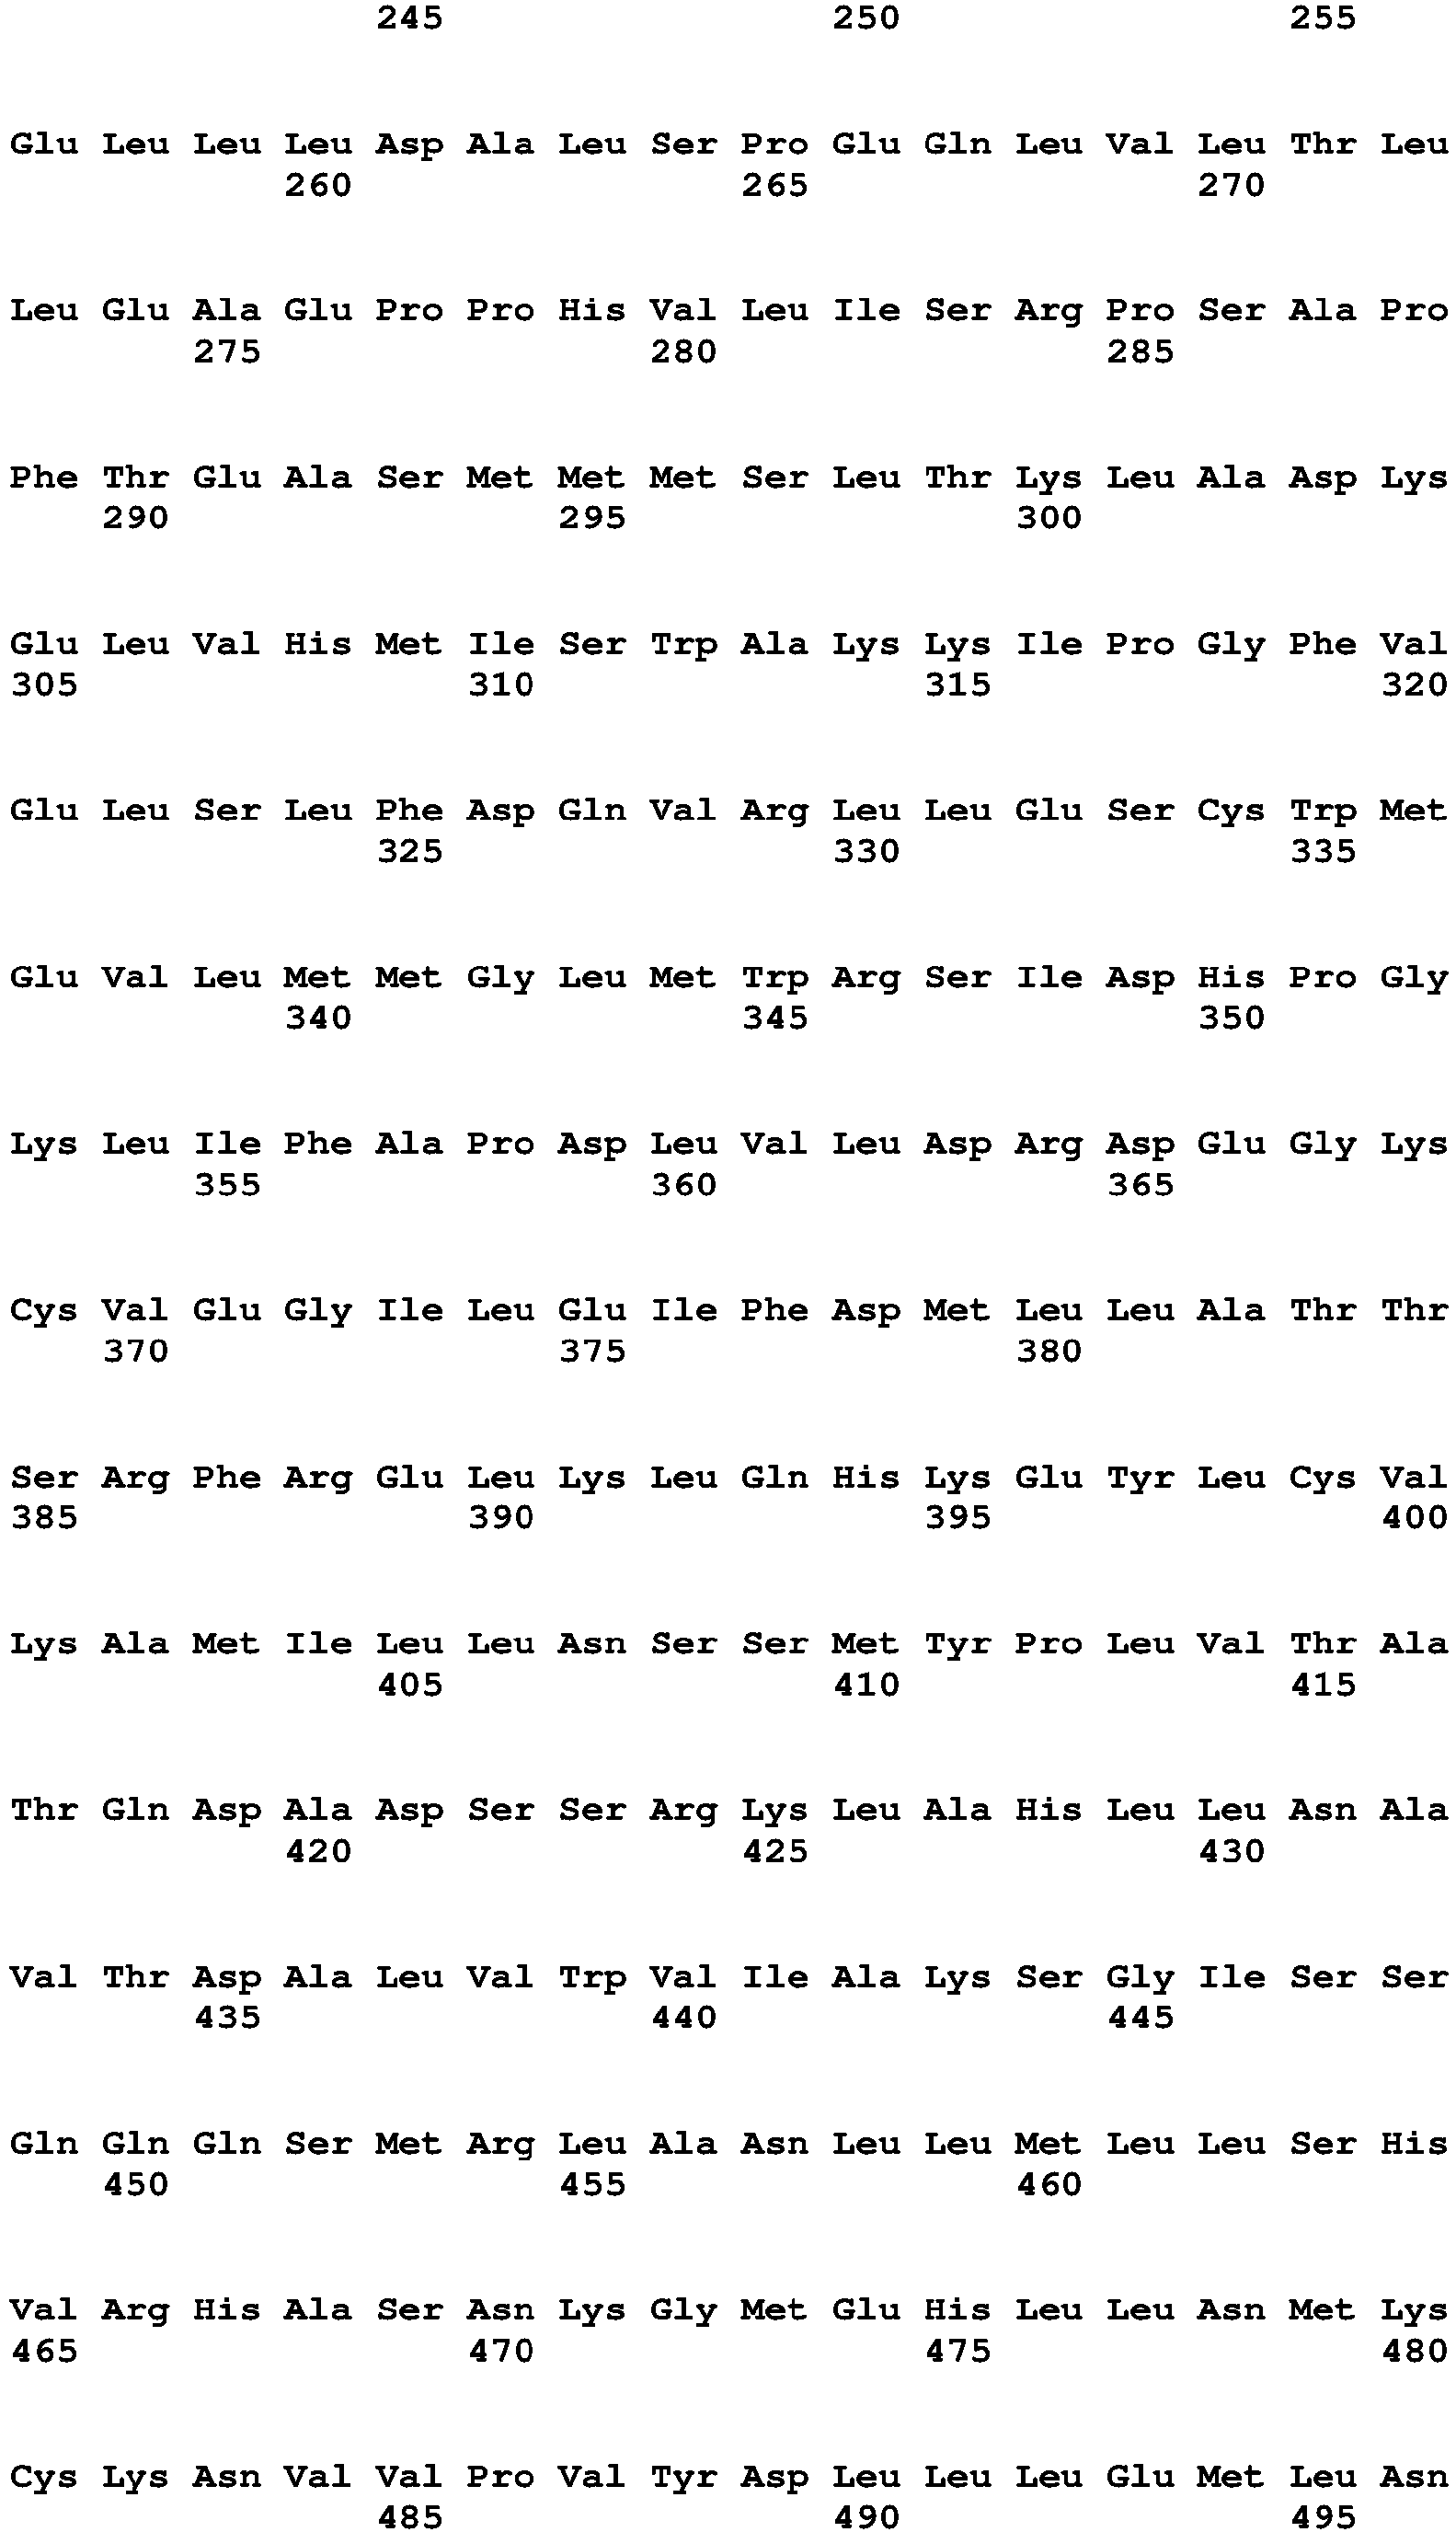 245 250 255
Glu Leu Leu Leu Asp Ala Leu Ser Pro Glu Gln Leu Val Leu Thr Leu
260 265 270
Leu Glu Ala Glu Pro Pro His Val Leu Ile Ser Arg Pro Ser Ala Pro
275 280 285
Phe Thr Glu Ala Ser Met Met Met Ser Leu Thr Lys Leu Ala Asp Lys
290 295 300
Glu Leu Val His Met Ile Ser Trp Ala Lys Lys Ile Pro Gly Phe Val
305 310 315 320
Glu Leu Ser Leu Phe Asp Gln Val Arg Leu Leu Glu Ser Cys Trp Met
325 330 335
Glu Val Leu Met Met Gly Leu Met Trp Arg Ser Ile Asp His Pro Gly
340 345 350
Lys Leu Ile Phe Ala Pro Asp Leu Val Leu Asp Arg Asp Glu Gly Lys
355 360 365
Cys Val Glu Gly Ile Leu Glu Ile Phe Asp Met Leu Leu Ala Thr Thr
370 375 380
Ser Arg Phe Arg Glu Leu Lys Leu Gln His Lys Glu Tyr Leu Cys Val
385 390 395 400
Lys Ala Met Ile Leu Leu Asn Ser Ser Met Tyr Pro Leu Val Thr Ala
405 410 415
Thr Gln Asp Ala Asp Ser Ser Arg Lys Leu Ala His Leu Leu Asn Ala
420 425 430
Val Thr Asp Ala Leu Val Trp Val Ile Ala Lys Ser Gly Ile Ser Ser
435 440 445
Gln Gln Gln Ser Met Arg Leu Ala Asn Leu Leu Met Leu Leu Ser His
450 455 460
Val Arg His Ala Ser Asn Lys Gly Met Glu His Leu Leu Asn Met Lys
465 470 475 480
Cys Lys Asn Val Val Pro Val Tyr Asp Leu Leu Leu Glu Met Leu Asn
485 490 495